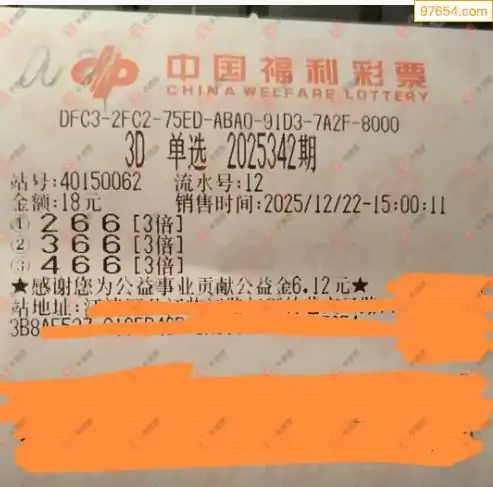 97654.com
中国福利彩票
CHINA WELFARE LOTTERY
DFC3-2FC2-75ED-ABA0-91D3-7A2F-8000
3D 单选 2025342期
站号:40150062 流水号:12
金额:18元 销售时间:2025/12/22-15:00:11
① 2 6 6 [3倍]
② 3 6 6 [3倍]
③ 4 6 6 [3倍]
★感谢您为公益事业贡献公益金6.12元★
站地址: